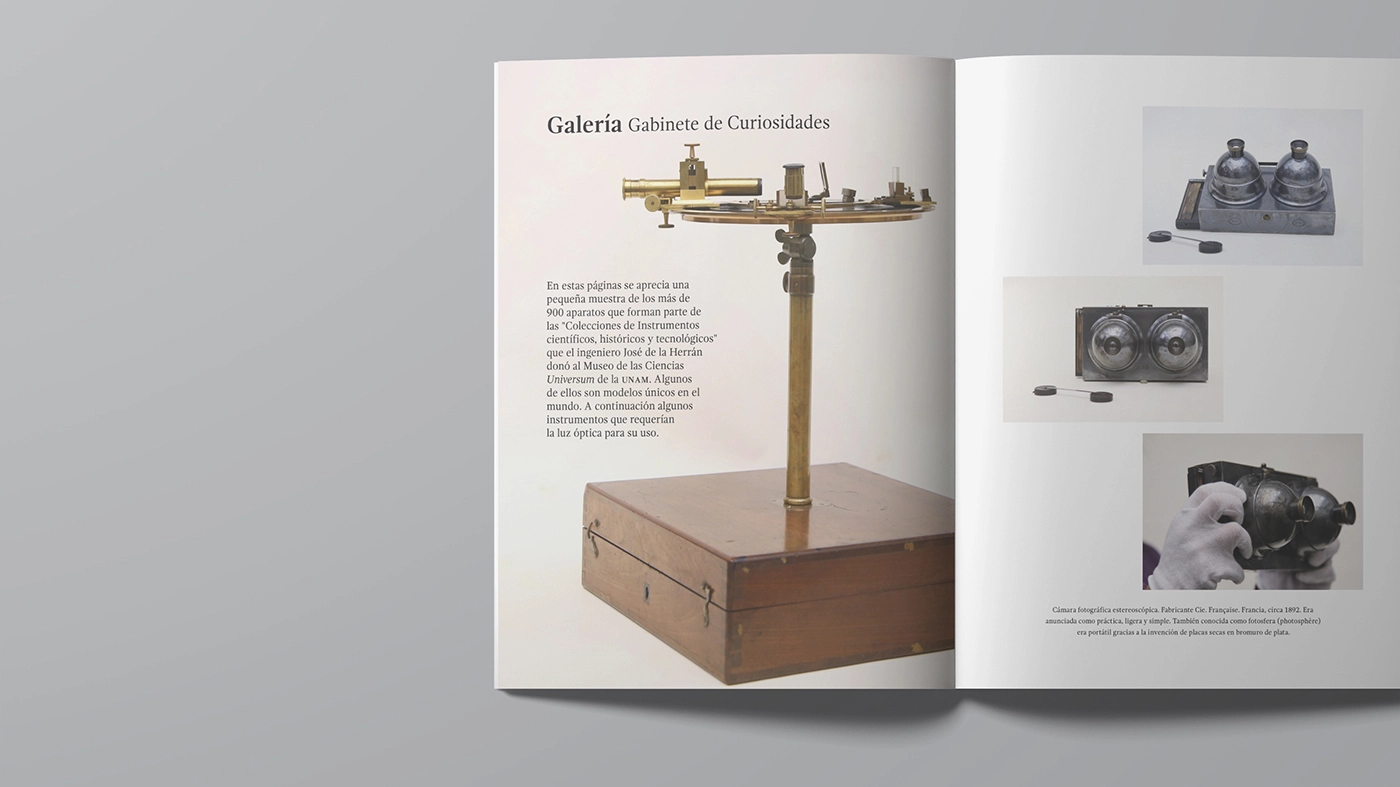 Galería Gabinete de Curiosidades
En estas páginas se aprecia una
pequeña muestra de los más de
900 aparatos que forman parte de
las "Colecciones de Instrumentos
científicos, históricos y tecnológicos"
que el ingeniero José de la Herrán
donó al Museo de las Ciencias
Universum de la UNAM. Algunos
de ellos son modelos únicos en el
mundo. A continuación algunos
instrumentos que requerían
la luz óptica para su uso.
Cámara fotográfica estereoscópica. Fabricante Cie. Française. Francia, circa 1892. Era
anunciada como práctica, ligera y simple. También conocida como fotosfera (photosphère)
era portátil gracias a la invención de placas secas en bromuro de plata.